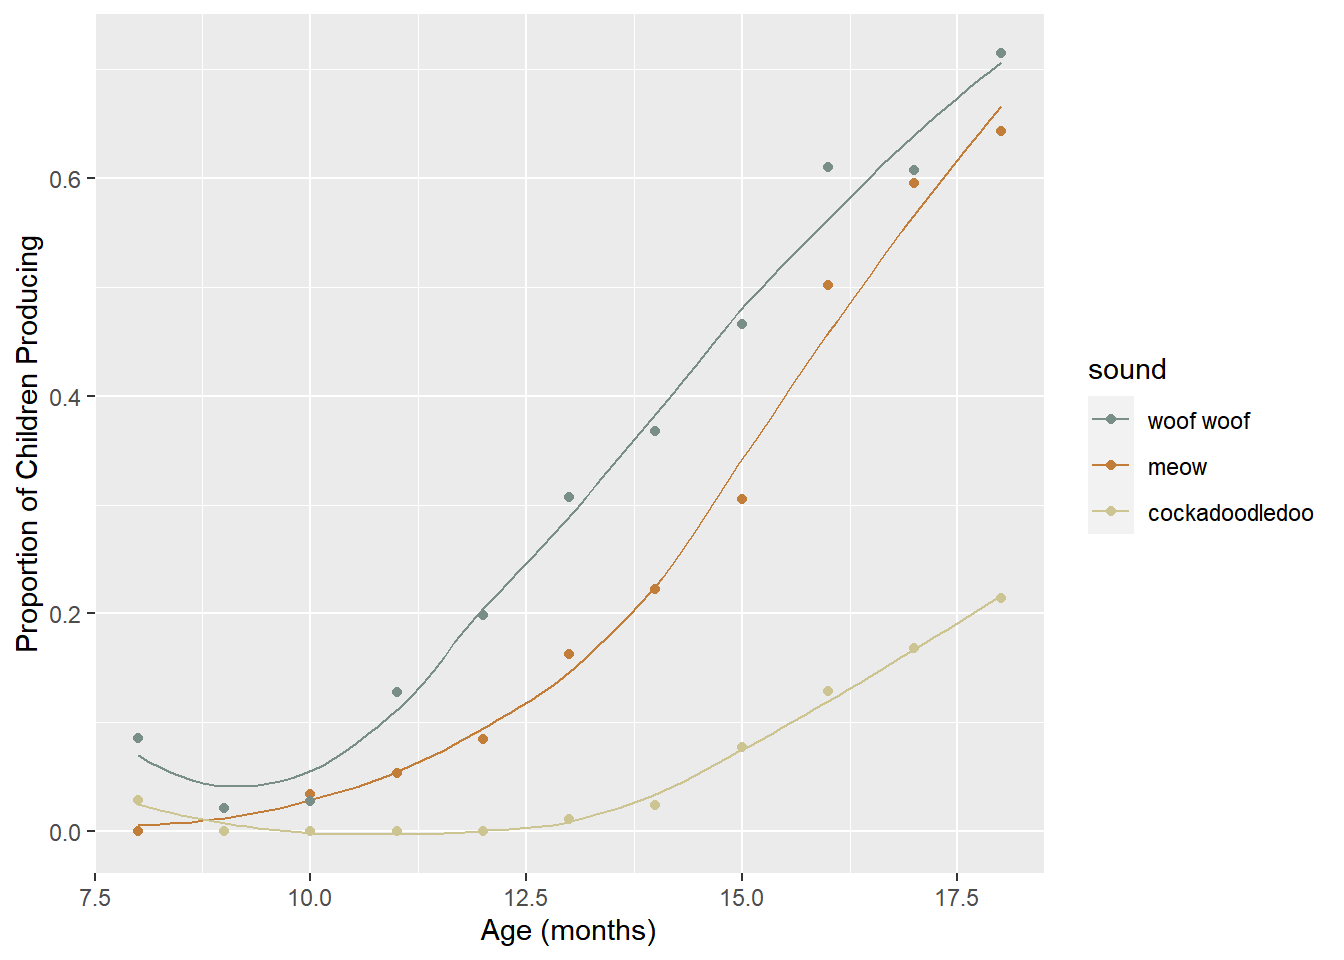 Proportion of Children Producing
0.6
0.4
0.2
0.0
7.5 10.0 12.5 15.0 17.5
Age (months)
sound
woof woof
meow
cockadoodledoo